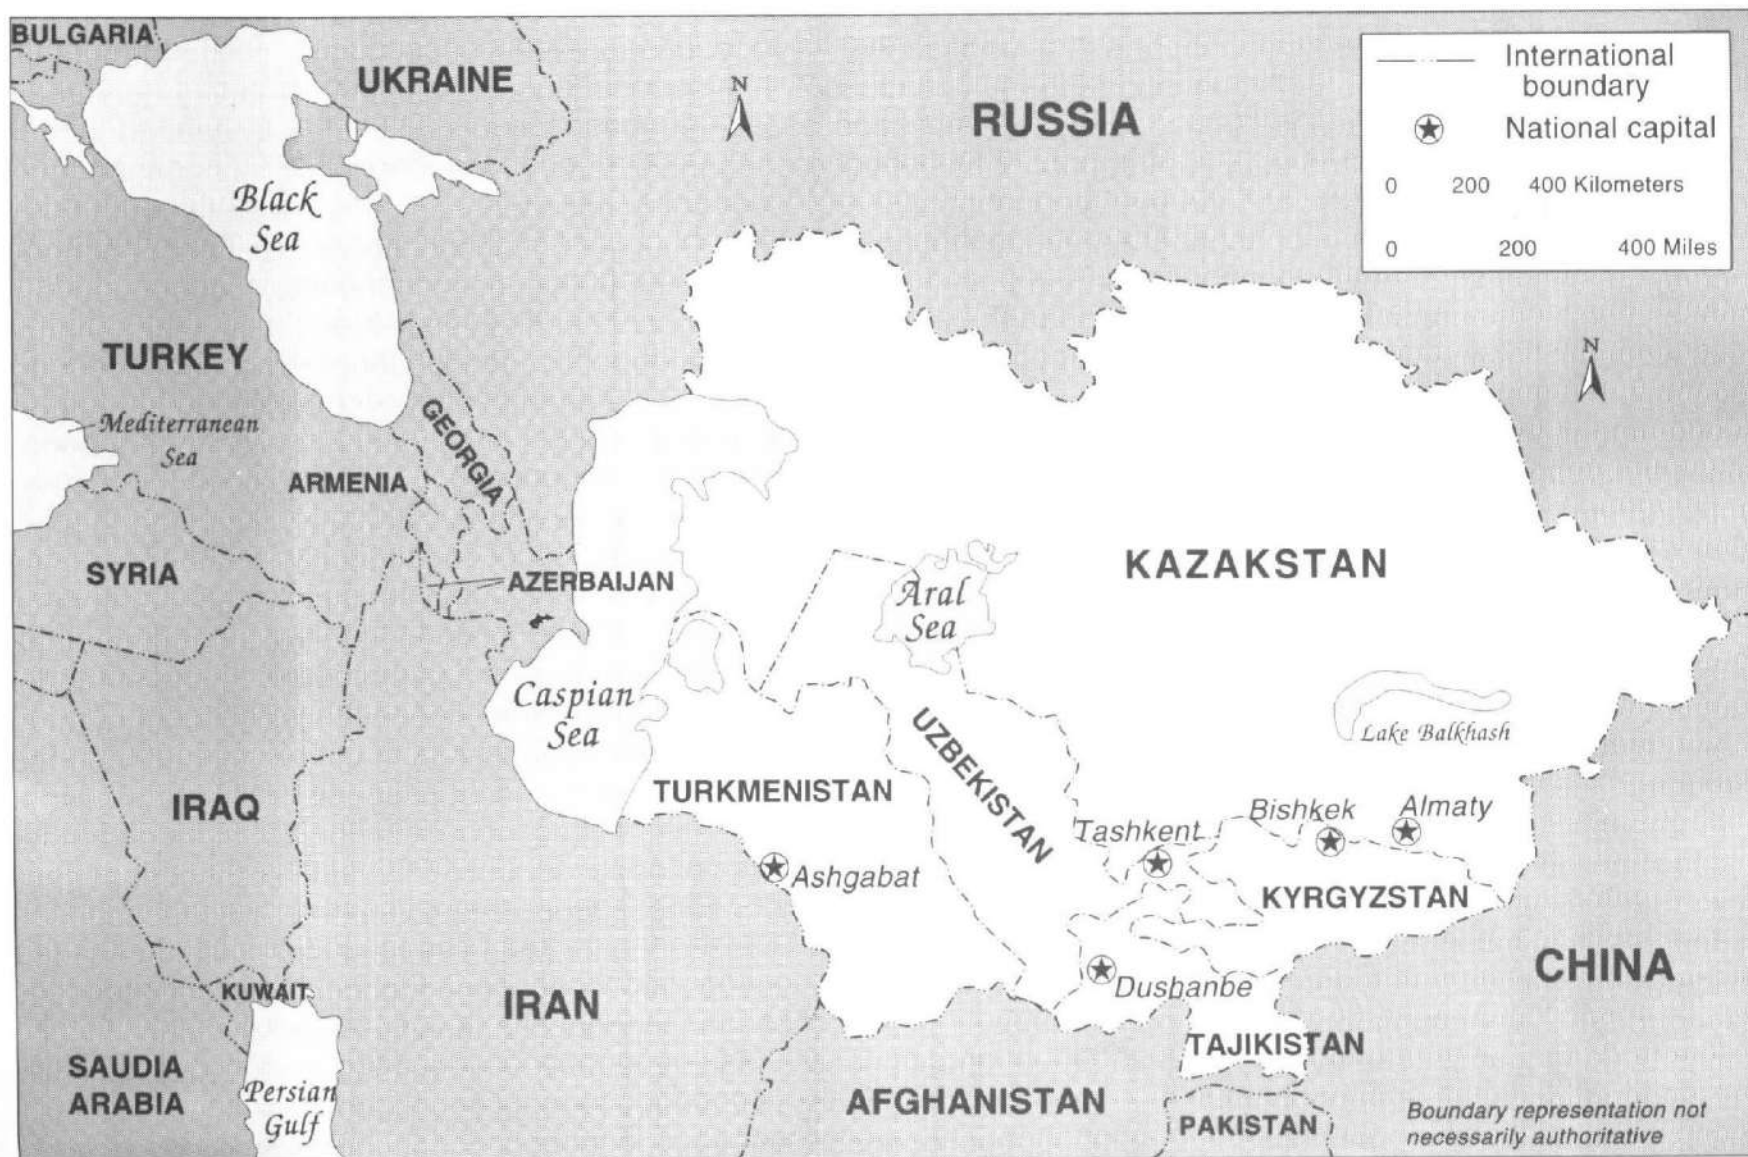 BULGARIA
UKRAINE
N
RUSSIA
International
boundary
National capital
0 200 400 Kilometers
0 200 400 Miles
Black
Sea
TURKEY
N
Mediterranean
Sea
GEORGIA
ARMENIA
SYRIA
AZERBAIJAN
KAZAKSTAN
Aral
Sea
Caspian
Sea
UZBEKISTAN
Lake Balkhash
TURKMENISTAN
IRAQ
Tashkent
Bishkek
Almaty
Ashgabat
KYRGYZSTAN
CHINA
KUWAIT
IRAN
Dushanbe
TAJIKISTAN
SAUDIA
ARABIA
Persian
Gulf
AFGHANISTAN
PAKISTAN
Boundary representation not
necessarily authoritative